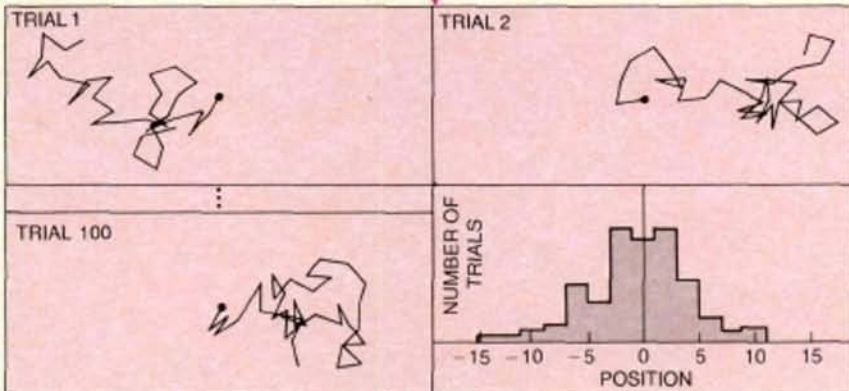 TRIAL 1
TRIAL 2
TRIAL 100
NUMBER OF
TRIALS
−15 −10 −5 0 5 10 15
POSITION